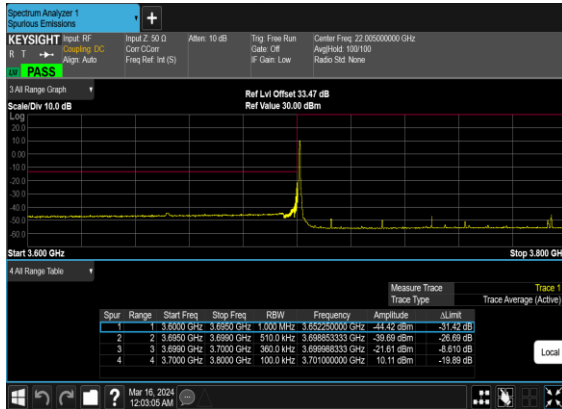 Spectrum Analyzer 1
Spurious Emissions
+
KEYSIGHT Input: RF Input Z: 50 Ω Atten: 10 dB Trig: Free Run Center Freq: 22.005000000 GHz
R T Coupling: DC Corr CCorr Gate: Off Avg|Hold: 100/100
Align: Auto Freq Ref: Int (S) IF Gain: Low Radio Std: None
PASS
3 All Range Graph Ref Lvl Offset 33.47 dB
Scale/Div 10.0 dB Ref Value 30.00 dBm
Log
20.0
10.0
0.00
-10.0
-20.0
-30.0
-40.0
-50.0
-60.0
Start 3.600 GHz Stop 3.800 GHz
4 All Range Table
Measure Trace Trace 1
Trace Type Trace Average (Active)
Spur Range Start Freq Stop Freq RBW Frequency Amplitude ΔLimit
1 1 3.6000 GHz 3.6950 GHz 1.000 MHz 3.652250000 GHz -44.42 dBm -31.42 dB
2 2 3.6950 GHz 3.6990 GHz 510.0 kHz 3.698853333 GHz -39.69 dBm -26.69 dB
3 3 3.6990 GHz 3.7000 GHz 360.0 kHz 3.699988333 GHz -21.61 dBm -8.610 dB
4 4 3.7000 GHz 3.8000 GHz 100.0 kHz 3.701000000 GHz 10.11 dBm -19.89 dB
Local
? Mar 16, 2024
12:03:05 AM